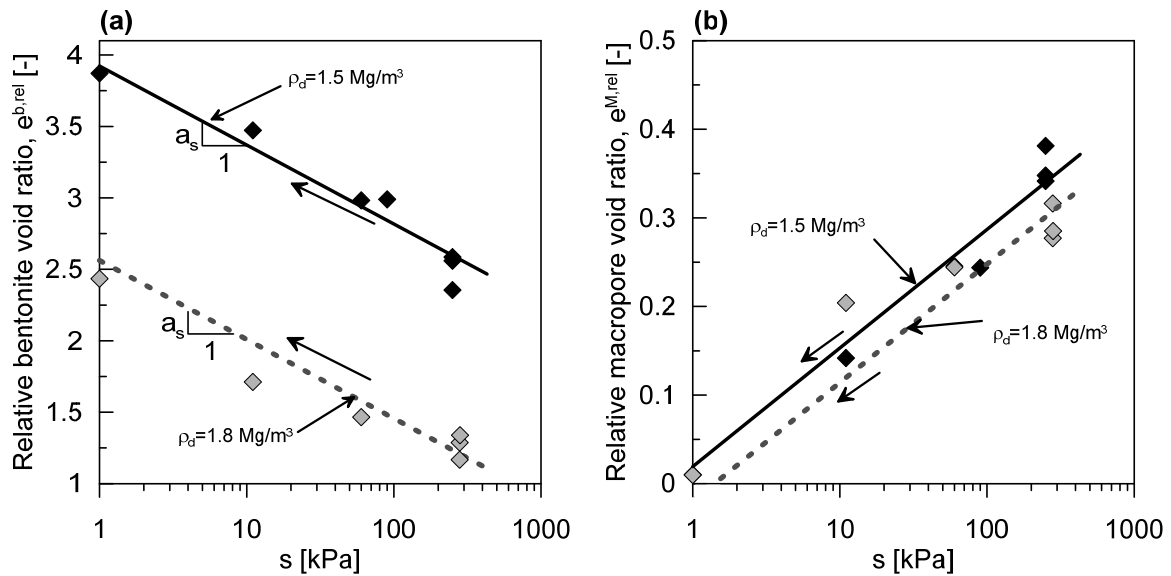 (a)
Relative bentonite void ratio, e^b,rel [-]
4
3.5
3
2.5
2
1.5
1
ρd=1.5 Mg/m³
as
1
as
1
ρd=1.8 Mg/m³
1
10
100
1000
s [kPa]
(b)
Relative macropore void ratio, e^M,rel [-]
0.5
0.4
0.3
0.2
0.1
0
ρd=1.5 Mg/m³
ρd=1.8 Mg/m³
1
10
100
1000
s [kPa]